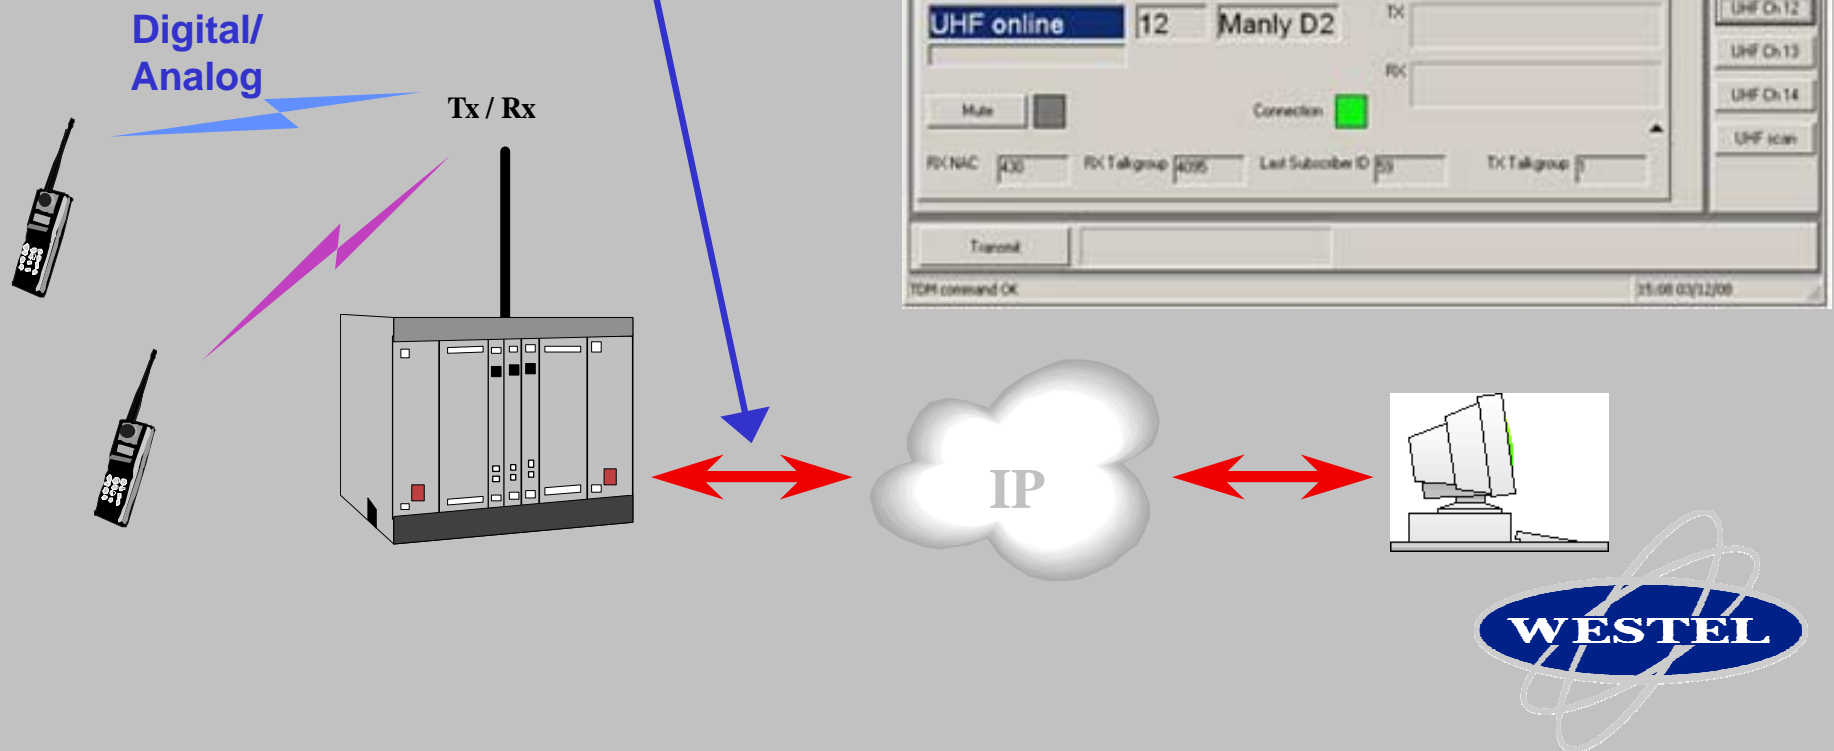 Digital/
Analog
Tx / Rx
UHF online 12 Manly D2
TX
RX
Mute
Connection
RX NAC 430 RX Talkgroup 4095 Last Subscriber ID 59 TX Talkgroup 1
UHF Ch 12
UHF Ch 13
UHF Ch 14
UHF scan
Transmit
TDM command OK
15:08 03/12/08
IP
WESTEL